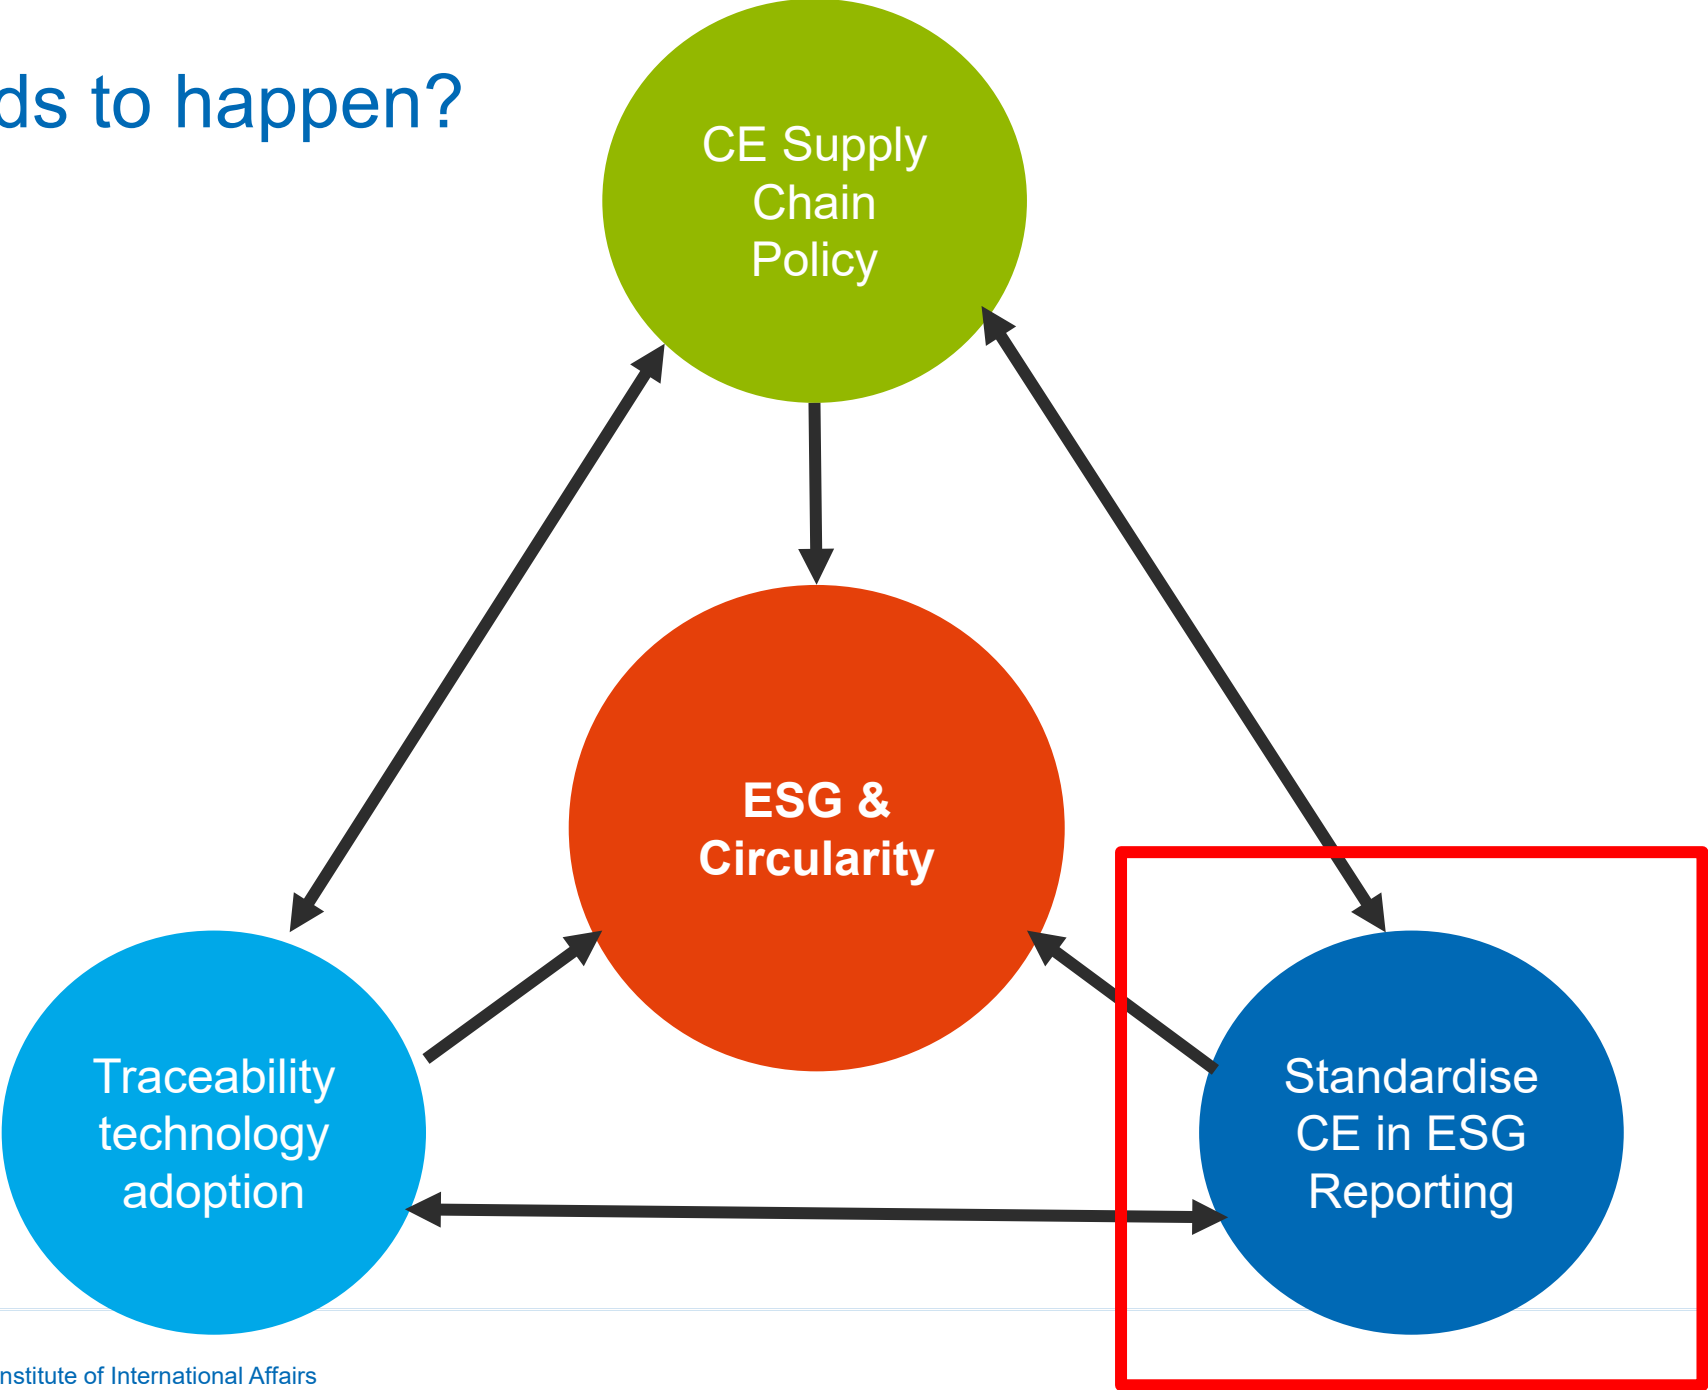 ds to happen?
CE Supply
Chain
Policy
ESG &
Circularity
Traceability
technology
adoption
Standardise
CE in ESG
Reporting
nstitute of International Affairs